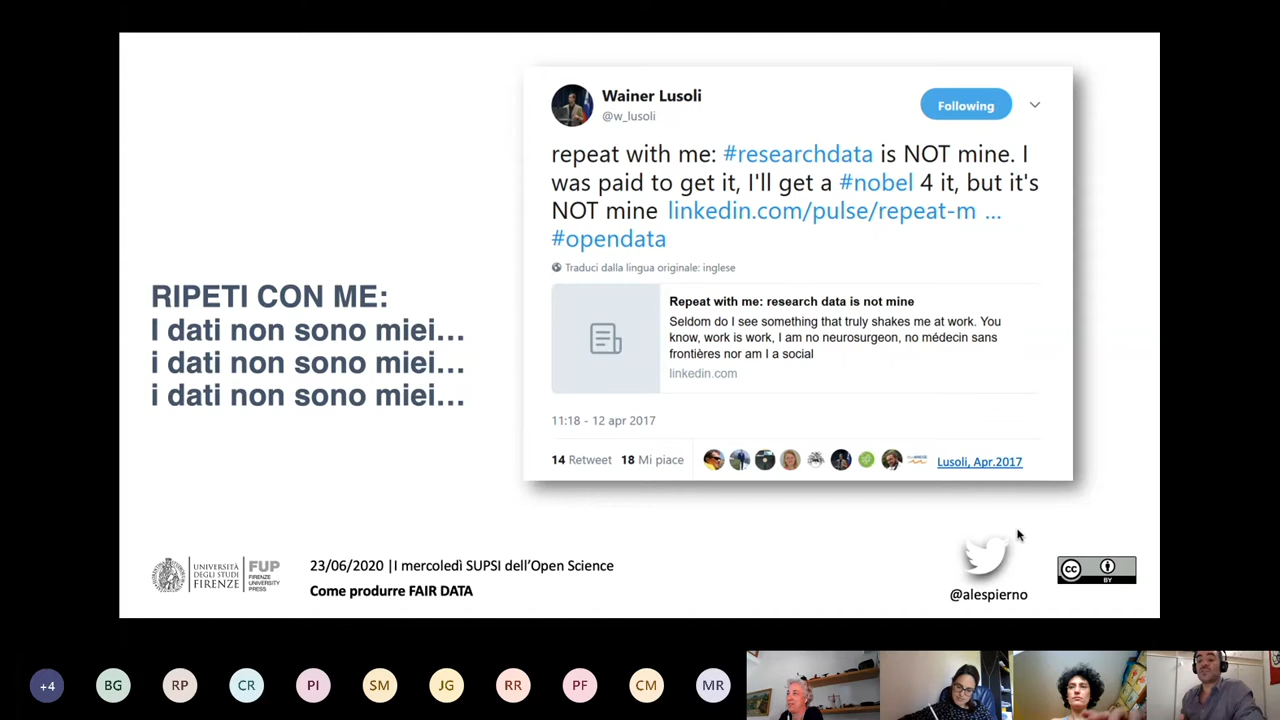 Wainer Lusoli
@w_lusoli
Following
repeat with me: #researchdata is NOT mine. I
was paid to get it, I'll get a #nobel 4 it, but it's
NOT mine linkedin.com/pulse/repeat-m ...
#opendata
Traduci dalla lingua originale: inglese
Repeat with me: research data is not mine
Seldom do I see something that truly shakes me at work. You
know, work is work, I am no neurosurgeon, no médecin sans
frontières nor am I a social
linkedin.com
11:18 - 12 apr 2017
14 Retweet 18 Mi piace
Lusoli, Apr.2017
RIPETI CON ME:
I dati non sono miei...
i dati non sono miei...
i dati non sono miei...
UNIVERSITÀ
DEGLI STUDI
FIRENZE
FUP
FIRENZE
UNIVERSITY
PRESS
23/06/2020 |I mercoledì SUPSI dell'Open Science
Come produrre FAIR DATA
@alespierno
CC
BY
+4
BG
RP
CR
PI
SM
JG
RR
PF
CM
MR